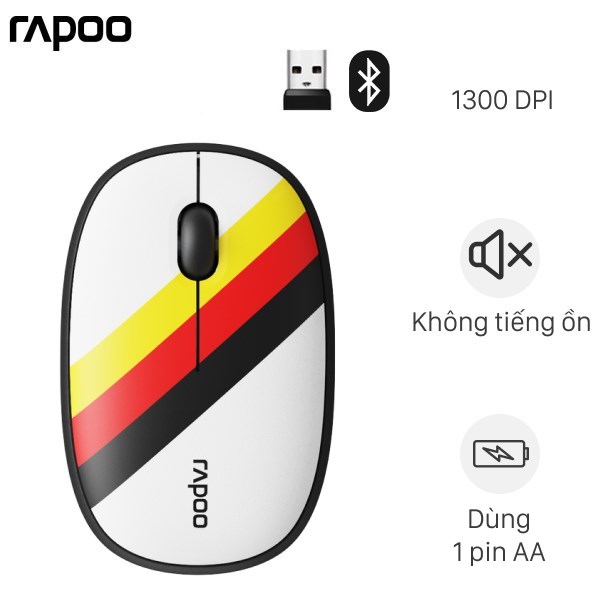 rapoo
1300 DPI
Không tiếng ồn
rapoo
Dùng
1 pin AA